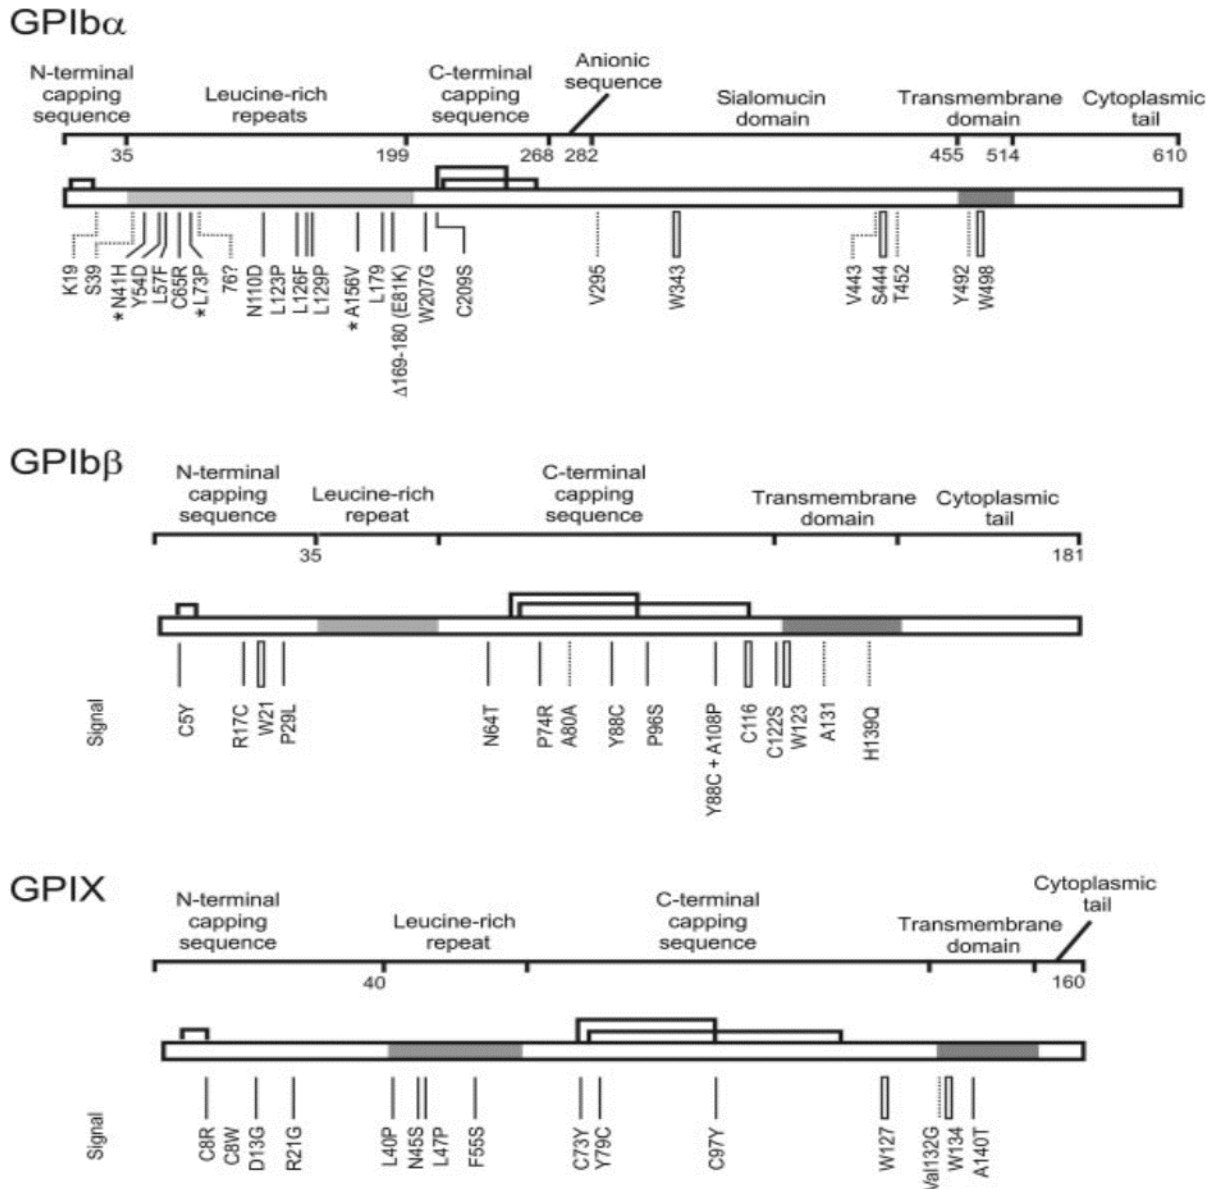 GPIbα
N-terminal
capping
sequence
Leucine-rich
repeats
C-terminal
capping
sequence
Anionic
sequence
Sialomucin
domain
Transmembrane
domain
Cytoplasmic
tail
35
199
268
282
455
514
610
K19
S39
* N41H
Y54D
L57F
C65R
* L73P
76?
N110D
L123P
L126F
L129P
* A156V
L179
Δ169-180 (E81K)
W207G
C209S
V295
W343
V443
S444
T452
Y492
W498
GPIbβ
N-terminal
capping
sequence
Leucine-rich
repeat
C-terminal
capping
sequence
Transmembrane
domain
Cytoplasmic
tail
35
181
Signal
C5Y
R17C
W21
P29L
N64T
P74R
A80A
Y88C
P96S
Y88C + A108P
C116
C122S
W123
A131
H139Q
GPIX
N-terminal
capping
sequence
Leucine-rich
repeat
C-terminal
capping
sequence
Transmembrane
domain
Cytoplasmic
tail
40
160
Signal
C8R
C8W
D13G
R21G
L40P
N45S
L47P
F55S
C73Y
Y79C
C97Y
W127
Val132G
W134
A140T